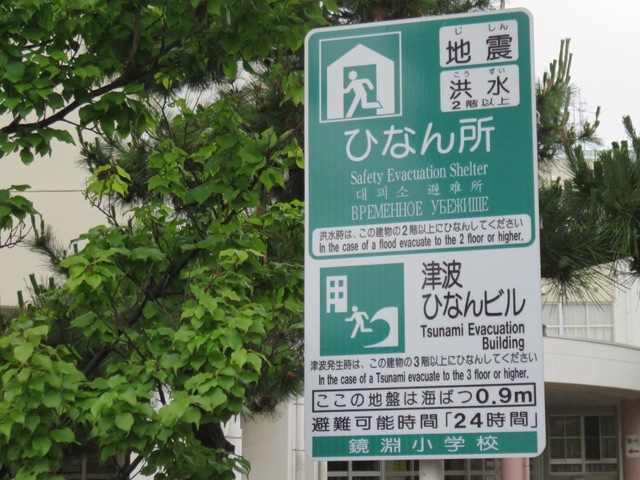 じ しん
地震
こう ずい
洪水
2階以上
ひなん所
Safety Evacuation Shelter
대피소 避難所
ВРЕМЕННОЕ УБЕЖИЩЕ
洪水時は、この建物の2階以上にひなんしてください
In the case of a flood evacuate to the 2 floor or higher.
津波
ひなんビル
Tsunami Evacuation
Building
津波発生時は、この建物の3階以上にひなんしてください
In the case of a Tsunami evacuate to the 3 floor or higher.
ここの地盤は海ばつ0.9m
避難可能時間「24時間」
鏡淵小学校